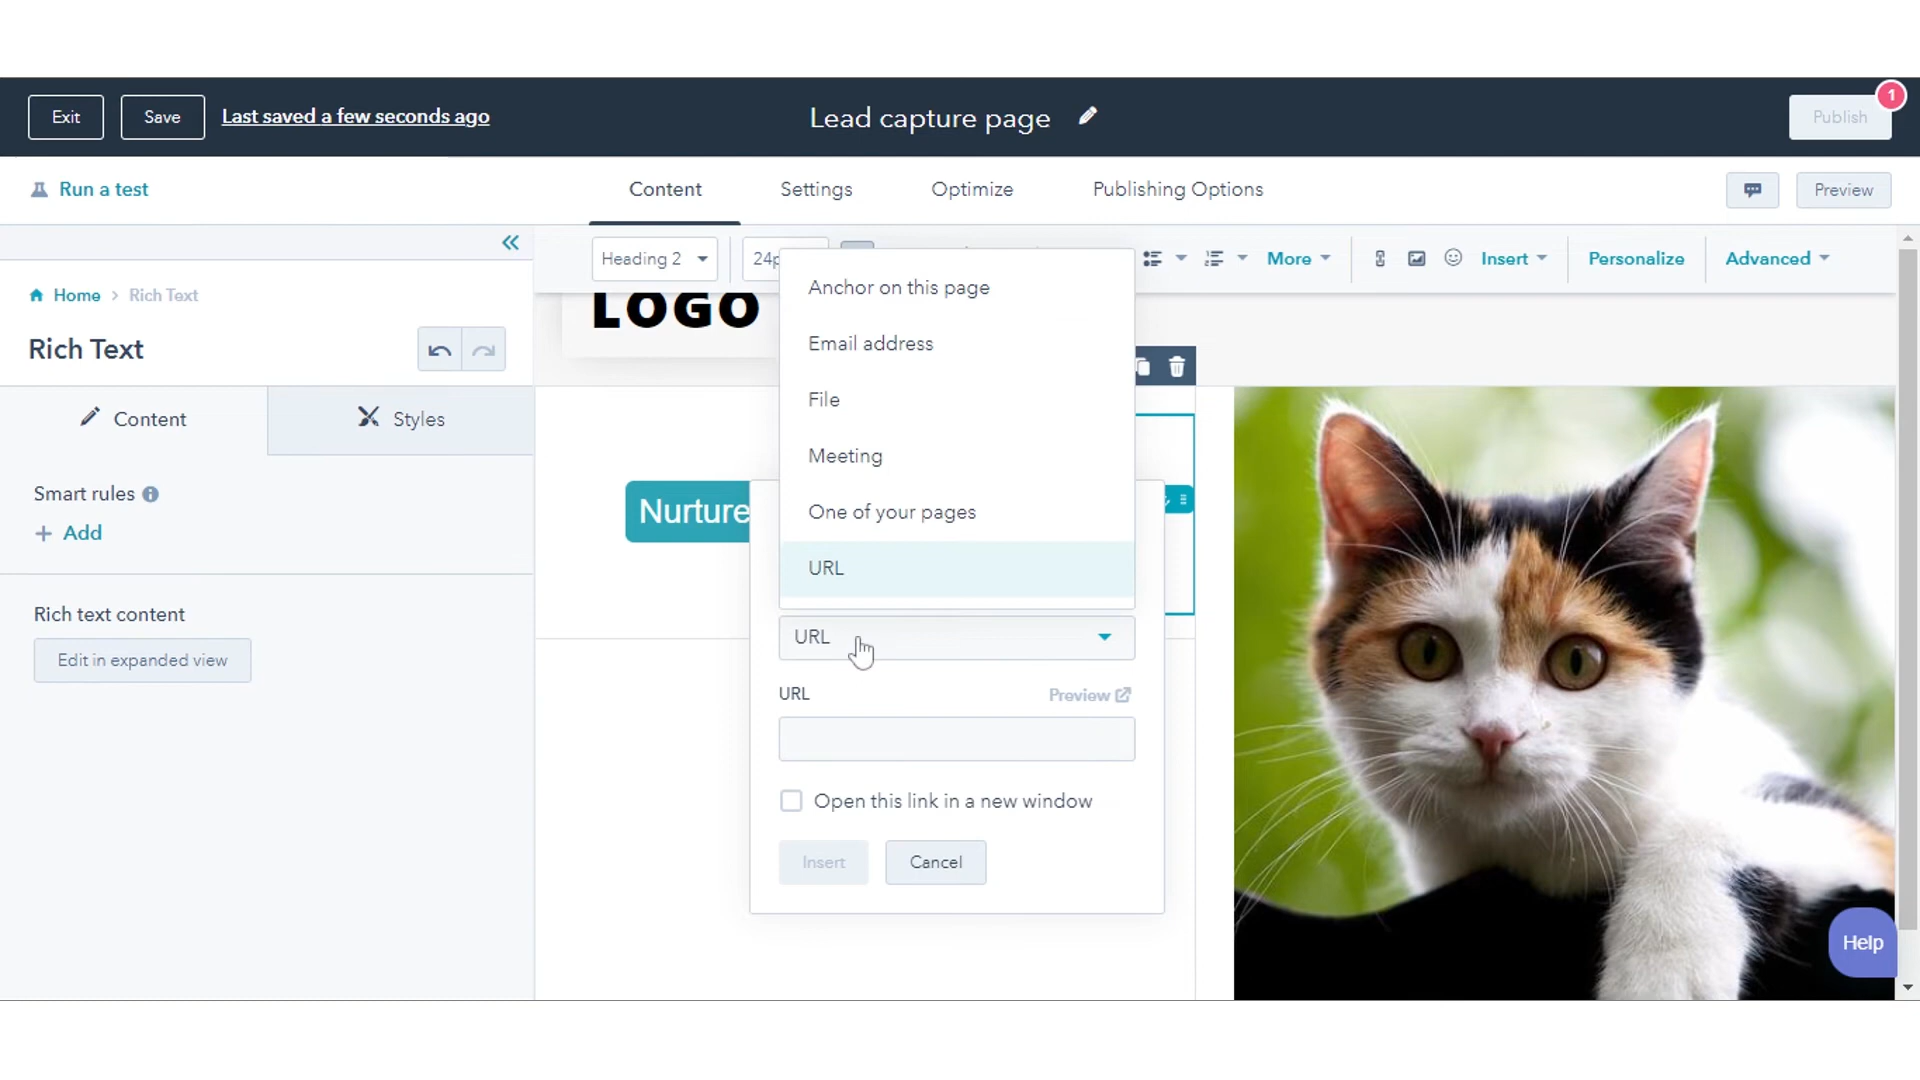 Exit
Save
Last saved a few seconds ago
Lead capture page
Publish
1
Run a test
Content
Settings
Optimize
Publishing Options
Preview
Home
Rich Text
Rich Text
Content
Styles
Smart rules
Add
Rich text content
Edit in expanded view
Heading 2
24p
More
Insert
Personalize
Advanced
LOGO
Nurture
Anchor on this page
Email address
File
Meeting
One of your pages
URL
URL
URL
Preview
Open this link in a new window
Insert
Cancel
Help